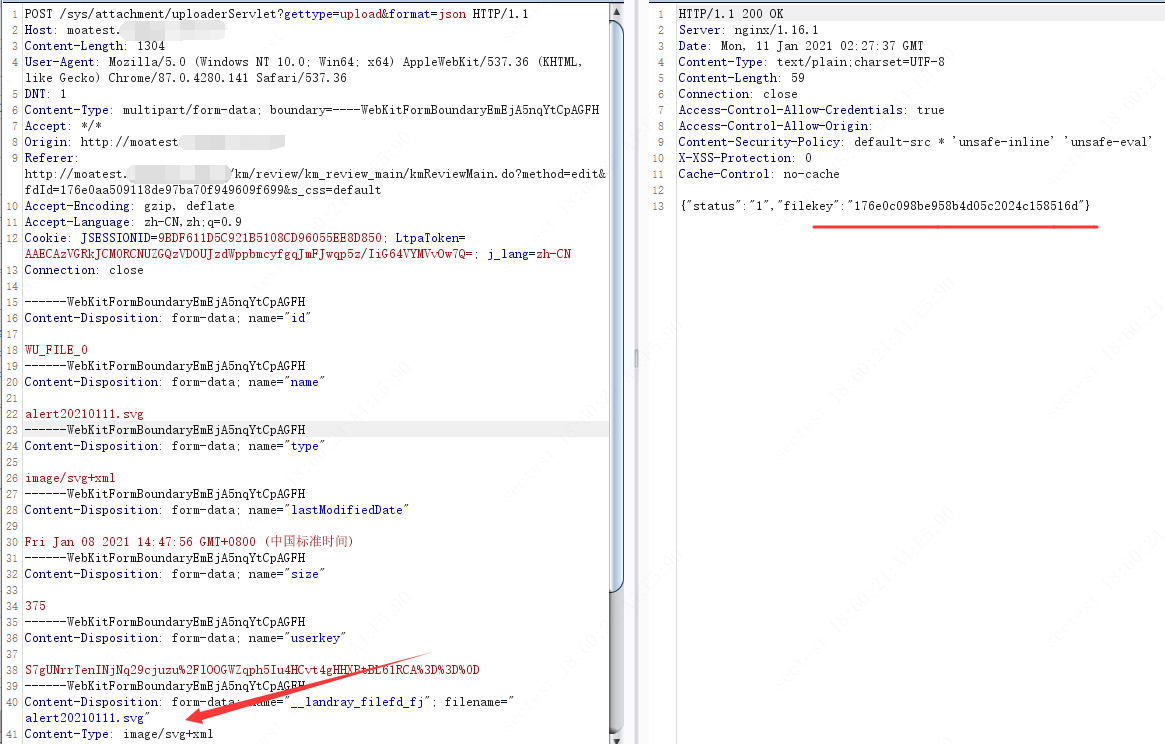 1 POST /sys/attachment/uploaderServlet?gettype=upload&format=json HTTP/1.1
2 Host: moatest.
3 Content-Length: 1304
4 User-Agent: Mozilla/5.0 (Windows NT 10.0; Win64; x64) AppleWebKit/537.36 (KHTML,
like Gecko) Chrome/87.0.4280.141 Safari/537.36
5 DNT: 1
6 Content-Type: multipart/form-data; boundary=----WebKitFormBoundaryEmEjA5nqYtCpAGFH
7 Accept: */*
8 Origin: http://moatest
9 Referer:
http://moatest. /km/review/km_review_main/kmReviewMain.do?method=edit&
fdId=176e0aa509118de97ba70f949609f699&s_css=default
10 Accept-Encoding: gzip, deflate
11 Accept-Language: zh-CN,zh;q=0.9
12 Cookie: JSESSIONID=9BDF611D5C921B5108CD96055EE8D850; LtpaToken=
AAECAzVGRkJCM0RCNUZGQzVDOUJzdWppbmcyfgqJmFJwqp5z/IiG64VYMVvOw7Q=; j_lang=zh-CN
13 Connection: close
14
15 ------WebKitFormBoundaryEmEjA5nqYtCpAGFH
16 Content-Disposition: form-data; name="id"
17
18 WU_FILE_0
19 ------WebKitFormBoundaryEmEjA5nqYtCpAGFH
20 Content-Disposition: form-data; name="name"
21
22 alert20210111.svg
23 ------WebKitFormBoundaryEmEjA5nqYtCpAGFH
24 Content-Disposition: form-data; name="type"
25
26 image/svg+xml
27 ------WebKitFormBoundaryEmEjA5nqYtCpAGFH
28 Content-Disposition: form-data; name="lastModifiedDate"
29
30 Fri Jan 08 2021 14:47:56 GMT+0800 (中国标准时间)
31 ------WebKitFormBoundaryEmEjA5nqYtCpAGFH
32 Content-Disposition: form-data; name="size"
33
34 375
35 ------WebKitFormBoundaryEmEjA5nqYtCpAGFH
36 Content-Disposition: form-data; name="userkey"
37
38 S7gUNrrTenINjNq29cjuzu%2FlOOGWZqph5Iu4HCvt4gHHXPtBL61RCA%3D%3D%0D
39 ------WebKitFormBoundaryEmEjA5nqYtCpAGFH
40 Content-Disposition: form-data; name="__landray_filefd_fj"; filename="
alert20210111.svg"
41 Content-Type: image/svg+xml
1 HTTP/1.1 200 OK
2 Server: nginx/1.16.1
3 Date: Mon, 11 Jan 2021 02:27:37 GMT
4 Content-Type: text/plain;charset=UTF-8
5 Content-Length: 59
6 Connection: close
7 Access-Control-Allow-Credentials: true
8 Access-Control-Allow-Origin:
9 Content-Security-Policy: default-src * 'unsafe-inline' 'unsafe-eval'
10 X-XSS-Protection: 0
11 Cache-Control: no-cache
12
13 {"status":"1","filekey":"176e0c098be958b4d05c2024c158516d"}